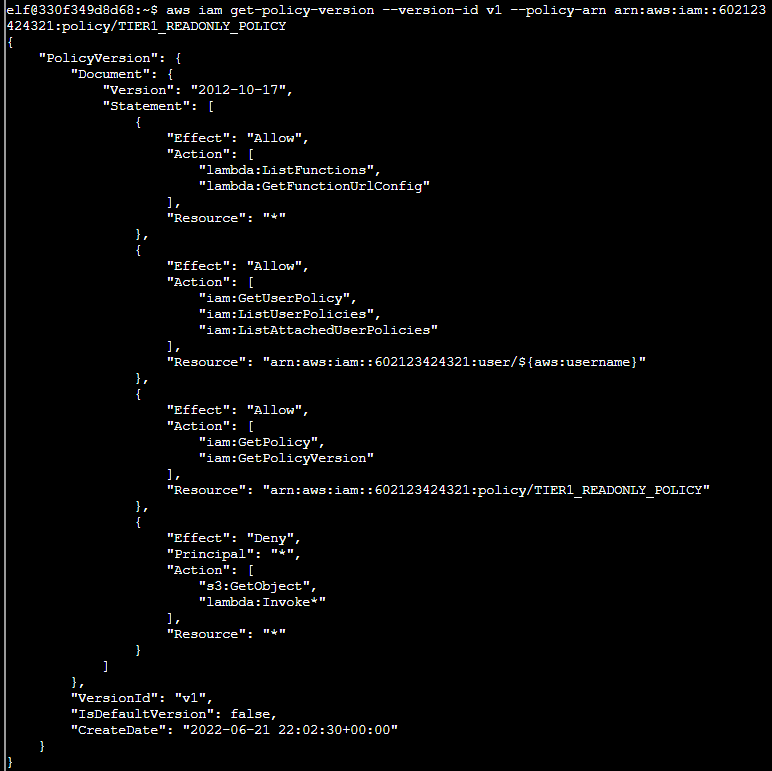 elf@330f349d8d68:~$ aws iam get-policy-version --version-id v1 --policy-arn arn:aws:iam::602123
424321:policy/TIER1_READONLY_POLICY
{
    "PolicyVersion": {
        "Document": {
            "Version": "2012-10-17",
            "Statement": [
                {
                    "Effect": "Allow",
                    "Action": [
                        "lambda:ListFunctions",
                        "lambda:GetFunctionUrlConfig"
                    ],
                    "Resource": "*"
                },
                {
                    "Effect": "Allow",
                    "Action": [
                        "iam:GetUserPolicy",
                        "iam:ListUserPolicies",
                        "iam:ListAttachedUserPolicies"
                    ],
                    "Resource": "arn:aws:iam::602123424321:user/${aws:username}"
                },
                {
                    "Effect": "Allow",
                    "Action": [
                        "iam:GetPolicy",
                        "iam:GetPolicyVersion"
                    ],
                    "Resource": "arn:aws:iam::602123424321:policy/TIER1_READONLY_POLICY"
                },
                {
                    "Effect": "Deny",
                    "Principal": "*",
                    "Action": [
                        "s3:GetObject",
                        "lambda:Invoke*"
                    ],
                    "Resource": "*"
                }
            ]
        },
        "VersionId": "v1",
        "IsDefaultVersion": false,
        "CreateDate": "2022-06-21 22:02:30+00:00"
    }
}